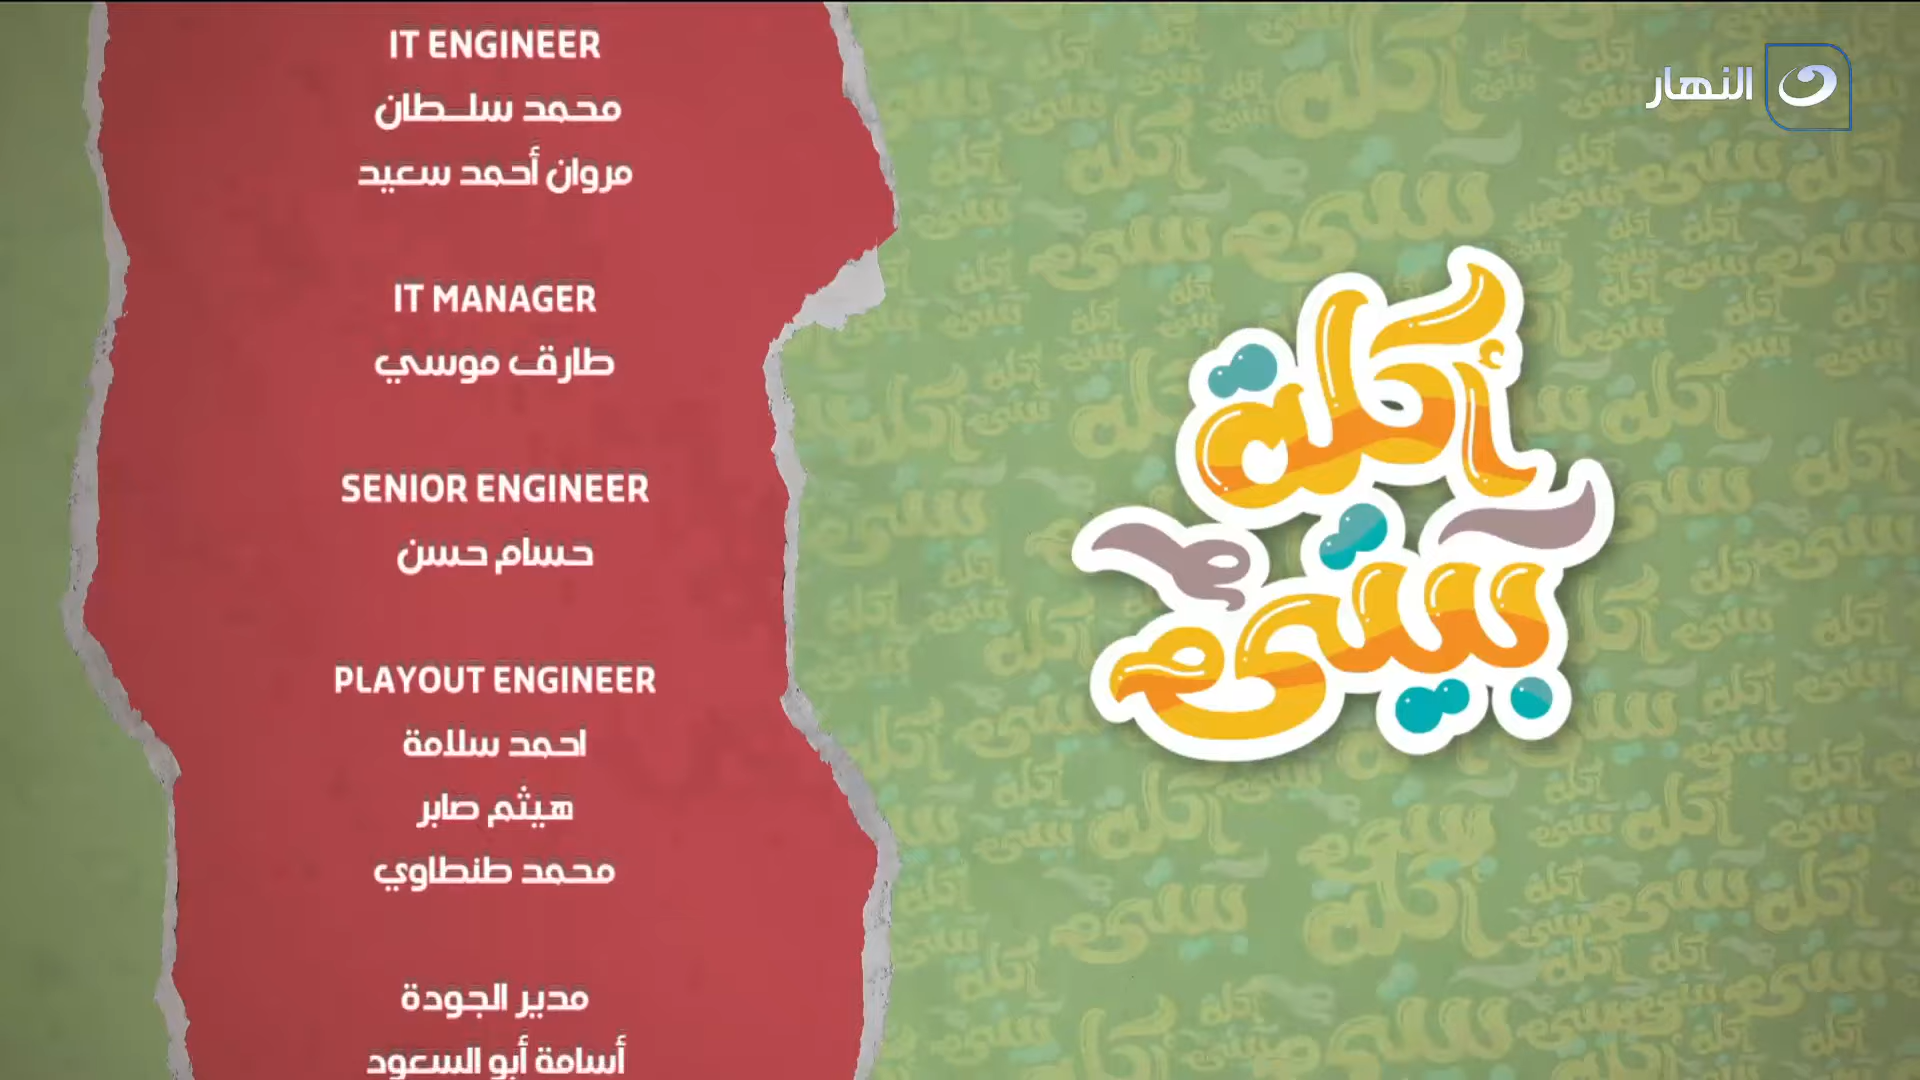 IT ENGINEER
محمد سلـطان
مروان أحمد سعيد
IT MANAGER
طارق موسي
SENIOR ENGINEER
حسام حسن
PLAYOUT ENGINEER
احمد سلامة
هيثم صابر
محمد طنطاوي
مدير الجودة
أسامة أبو السعود
النهار
أكلة
بيتي